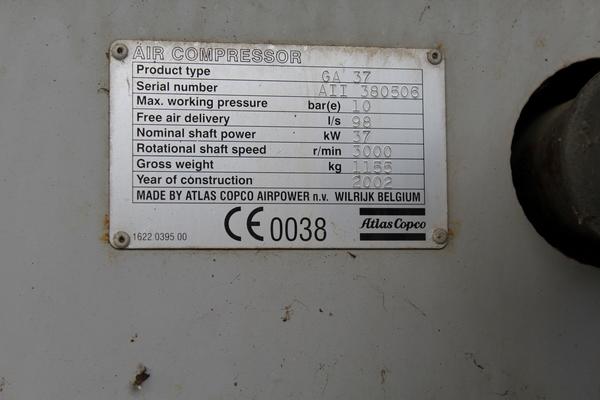 AIR COMPRESSOR
Product type GA 37
Serial number AII 380506
Max. working pressure bar(e) 10
Free air delivery l/s 98
Nominal shaft power kW 37
Rotational shaft speed r/min 3000
Gross weight kg 1155
Year of construction 2002
MADE BY ATLAS COPCO AIRPOWER n.v. WILRIJK BELGIUM
CE 0038 Atlas Copco
1622 0395 00